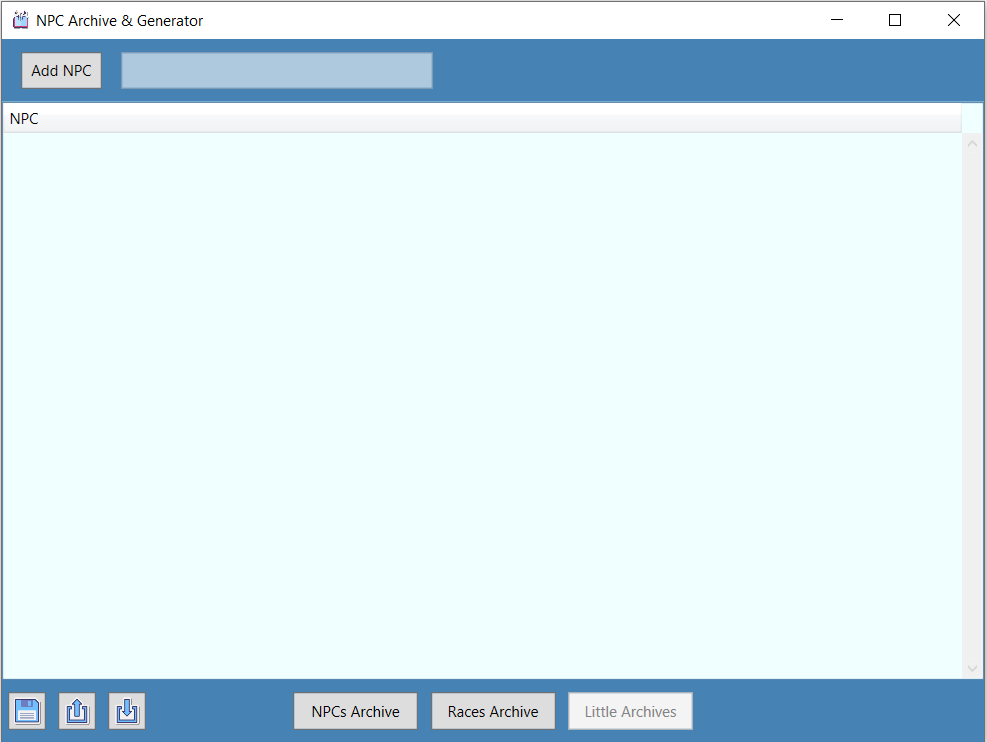 NPC Archive & Generator
Add NPC
NPC
NPCs Archive
Races Archive
Little Archives